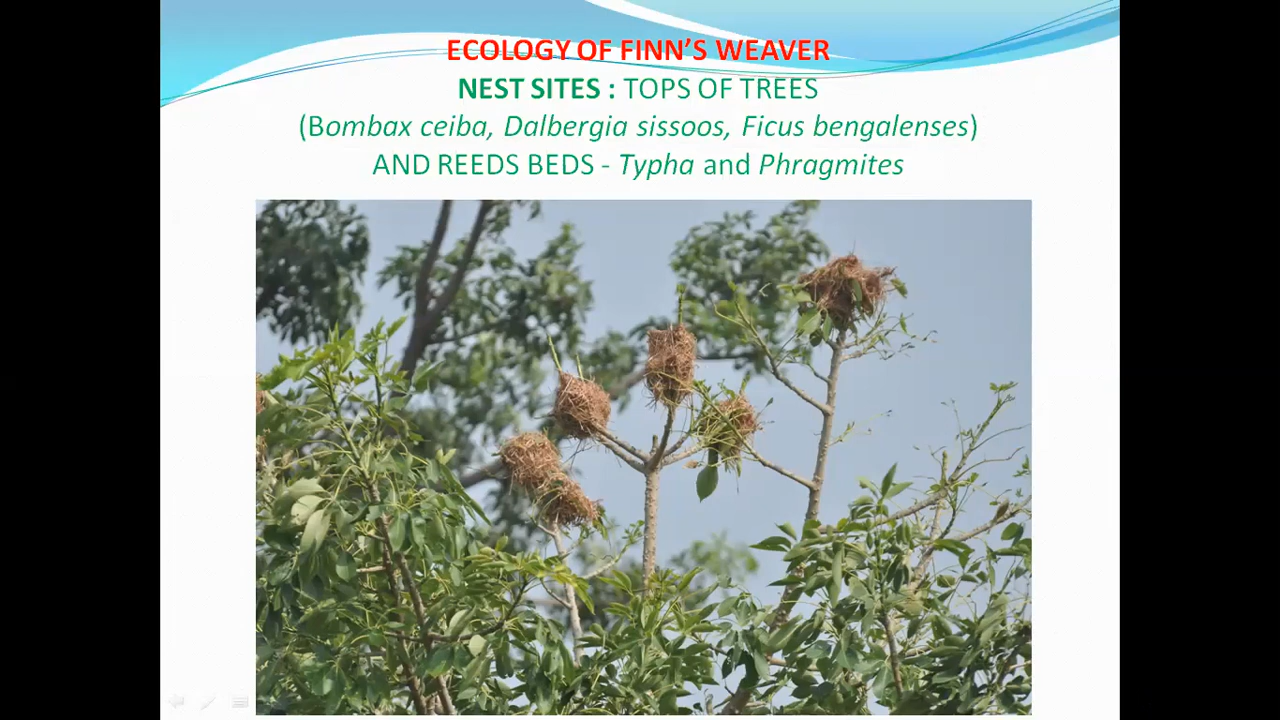 ECOLOGY OF FINN’S WEAVER
NEST SITES : TOPS OF TREES
(Bombax ceiba, Dalbergia sissoos, Ficus bengalenses)
AND REEDS BEDS - Typha and Phragmites